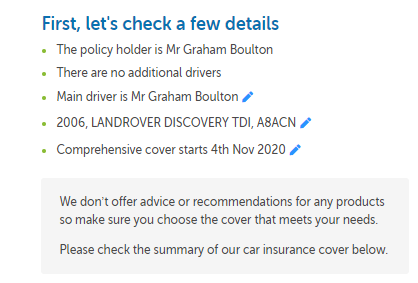 First, let's check a few details
The policy holder is Mr Graham Boulton
There are no additional drivers
Main driver is Mr Graham Boulton
2006, LANDROVER DISCOVERY TDI, A8ACN
Comprehensive cover starts 4th Nov 2020
We don't offer advice or recommendations for any products
so make sure you choose the cover that meets your needs.
Please check the summary of our car insurance cover below.